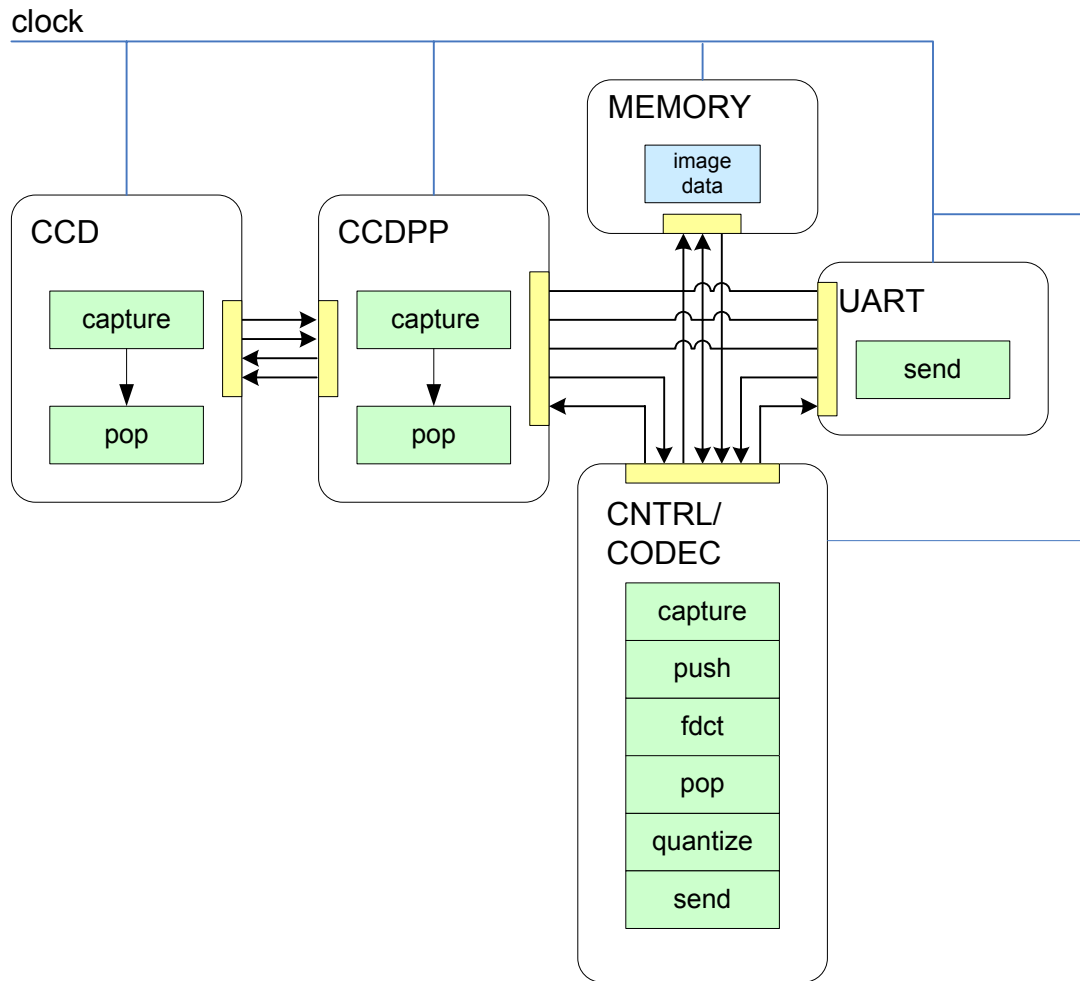 clock
MEMORY
image
data
CCD
capture
pop
CCDPP
capture
pop
UART
send
CNTRL/
CODEC
capture
push
fdct
pop
quantize
send